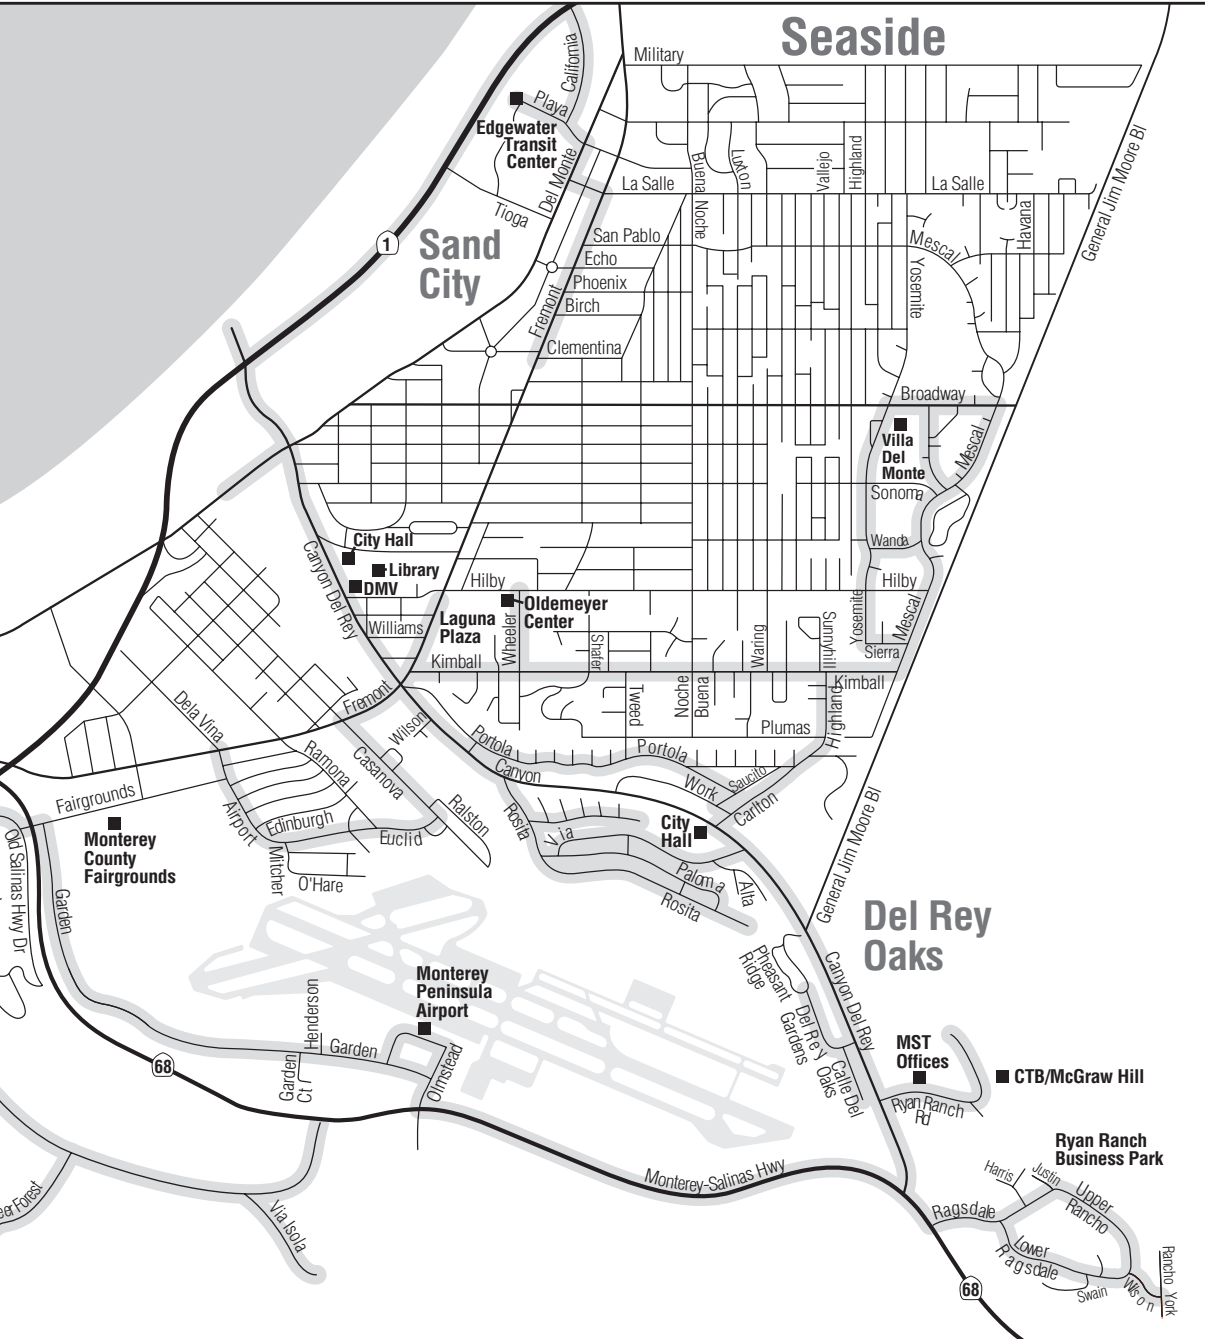 Seaside
Military
California
Playa
Edgewater
Transit
Center
Del Monte
Tioga
Buena
Noche
Luxton
Vallejo
Highland
General Jim Moore Bl
La Salle
La Salle
Havana
1
Sand
City
San Pablo
Echo
Phoenix
Birch
Fremont
Clementina
Mescal
Yosemite
Broadway
Villa
Del
Monte
Mescal
Sonoma
Wanda
Hilby
Yosemite
Mescal
Sierra
City Hall
Library
DMV
Canyon Del Rey
Williams
Hilby
Laguna
Plaza
Wheeler
Oldemeyer
Center
Shafer
Waring
Sunnyhill
Kimball
Kimball
Tweed
Noche
Buena
Plumas
Highland
Fremont
Dela Vina
Wilson
Casanova
Ramona
Portola
Portola
Canyon
Work
Saucito
Carlton
Fairgrounds
Monterey
County
Fairgrounds
Airport
Edinburgh
Euclid
Ralston
Mitcher
O'Hare
Rosita
Via
City
Hall
Paloma
Alta
Rosita
General Jim Moore Bl
Old Salinas Hwy Dr
Garden
Del Rey
Oaks
Monterey
Peninsula
Airport
Henderson
Garden
Garden
Ct
Olmstead
Pheasant
Ridge
Del Rey
Gardens
Oaks
Calle Del
Canyon Del Rey
MST
Offices
CTB/McGraw Hill
Ryan Ranch
Rd
68
Monterey-Salinas Hwy
Ryan Ranch
Business Park
Harris
Justin
Upper
Rancho
Ragsdale
Lower
Ragsdale
Swain
Wilson
Rancho York
Via Isola
Forest
68